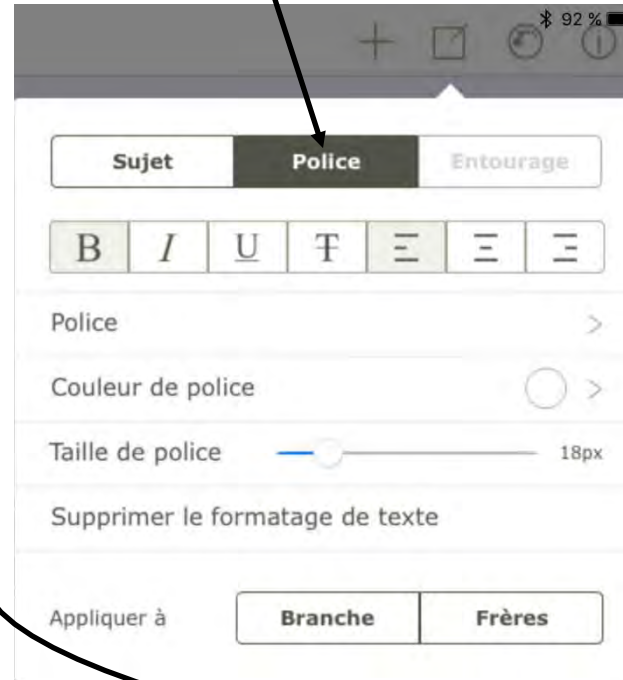 92 %
Sujet Police Entourage
B I U T
Police >
Couleur de police >
Taille de police 18px
Supprimer le formatage de texte
Appliquer à Branche Frères